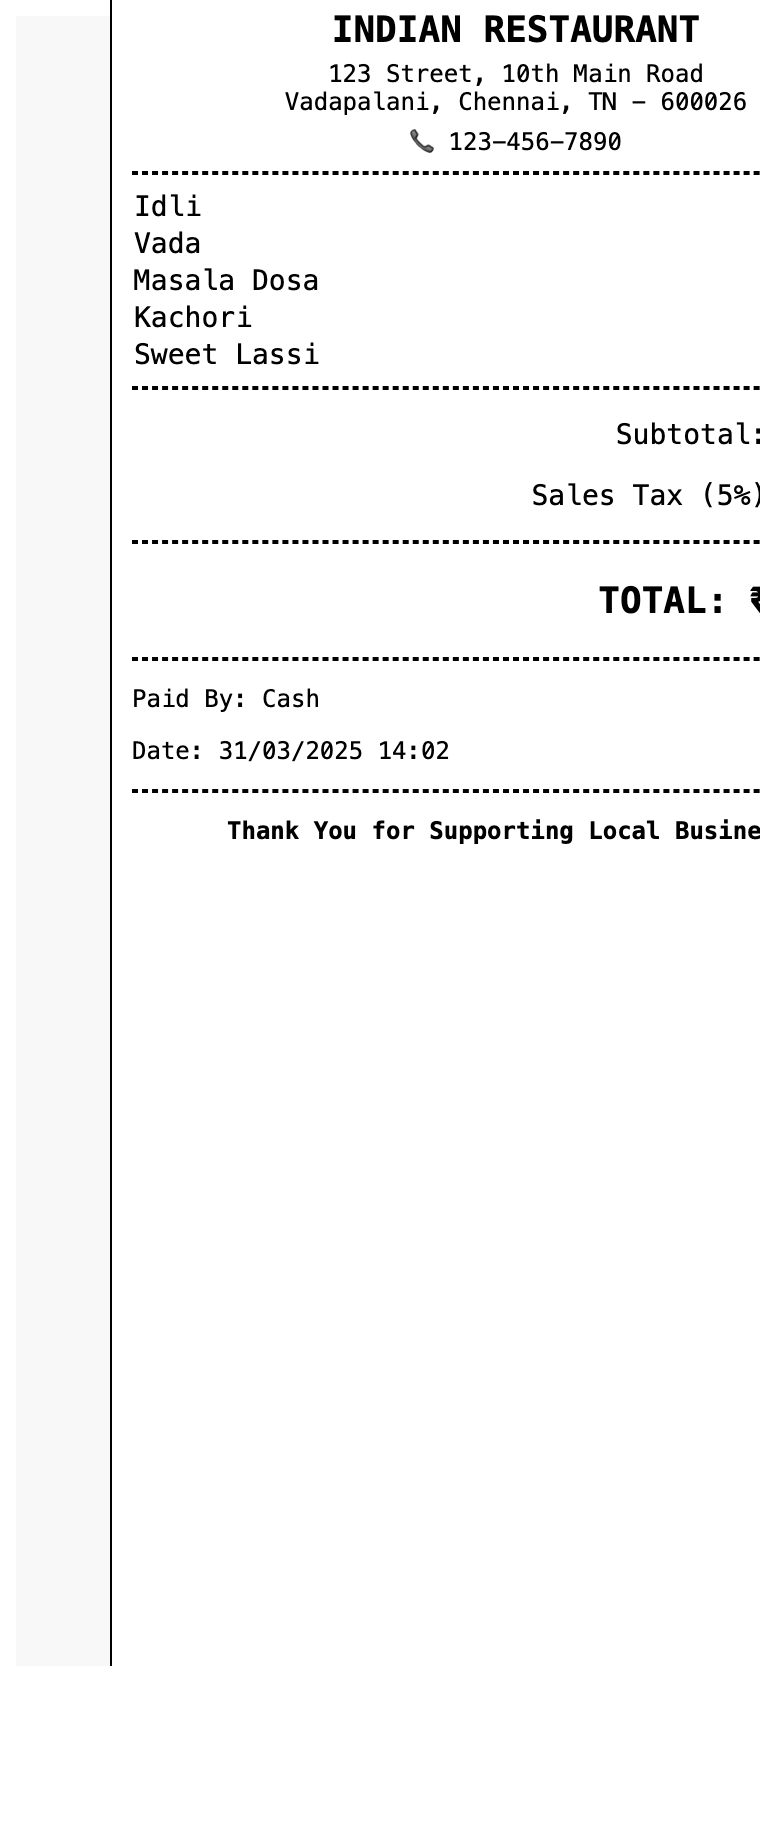 INDIAN RESTAURANT
123 Street, 10th Main Road
Vadapalani, Chennai, TN - 600026
📞 123-456-7890
Idli
Vada
Masala Dosa
Kachori
Sweet Lassi
Subtotal:
Sales Tax (5%)
TOTAL: ₹
Paid By: Cash
Date: 31/03/2025 14:02
Thank You for Supporting Local